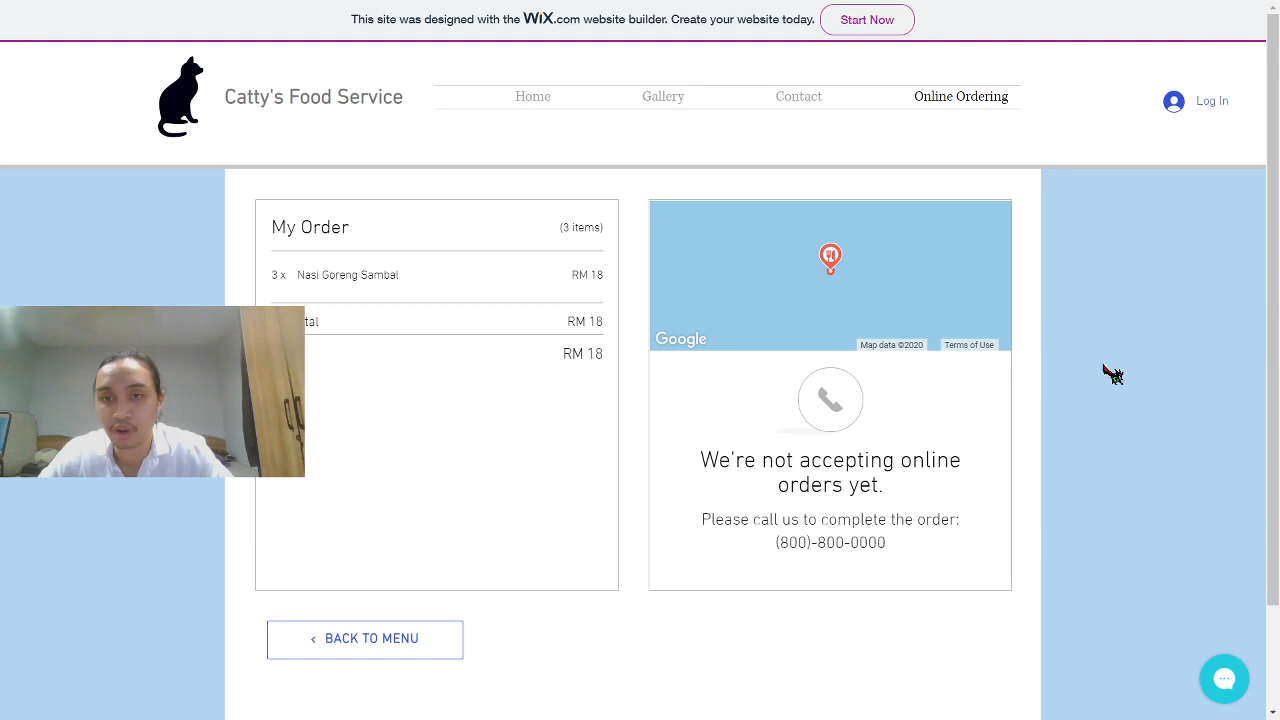 This site was designed with the WiX.com website builder. Create your website today.
Start Now
Catty's Food Service
Home
Gallery
Contact
Online Ordering
Log In
My Order
(3 items)
3 x Nasi Goreng Sambal
RM 18
tal
RM 18
RM 18
Google
Map data ©2020
Terms of Use
We're not accepting online
orders yet.
Please call us to complete the order:
(800)-800-0000
< BACK TO MENU